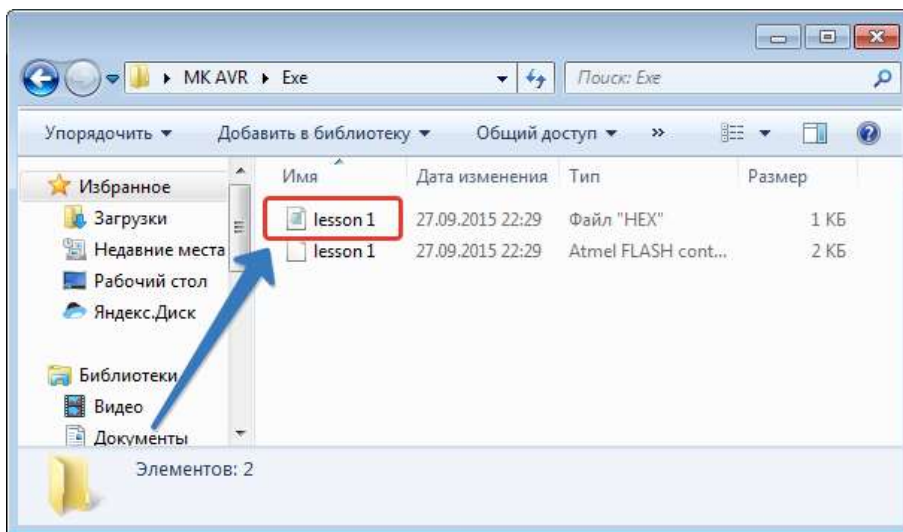 MK AVR ▸ Exe
Поиск: Exe
Упорядочить ▾ Добавить в библиотеку ▾ Общий доступ ▾ »
Имя Дата изменения Тип Размер
Избранное
Загрузки
Недавние места
Рабочий стол
Яндекс.Диск
Библиотеки
Видео
Документы
lesson 1 27.09.2015 22:29 Файл "HEX" 1 КБ
lesson 1 27.09.2015 22:29 Atmel FLASH cont... 2 КБ
Элементов: 2